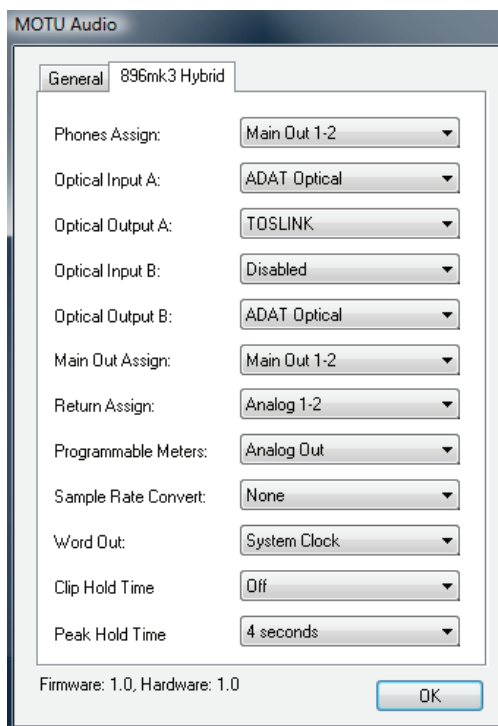 MOTU Audio
General 896mk3 Hybrid
Phones Assign: Main Out 1-2
Optical Input A: ADAT Optical
Optical Output A: TOSLINK
Optical Input B: Disabled
Optical Output B: ADAT Optical
Main Out Assign: Main Out 1-2
Return Assign: Analog 1-2
Programmable Meters: Analog Out
Sample Rate Convert: None
Word Out: System Clock
Clip Hold Time Off
Peak Hold Time 4 seconds
Firmware: 1.0, Hardware: 1.0
OK